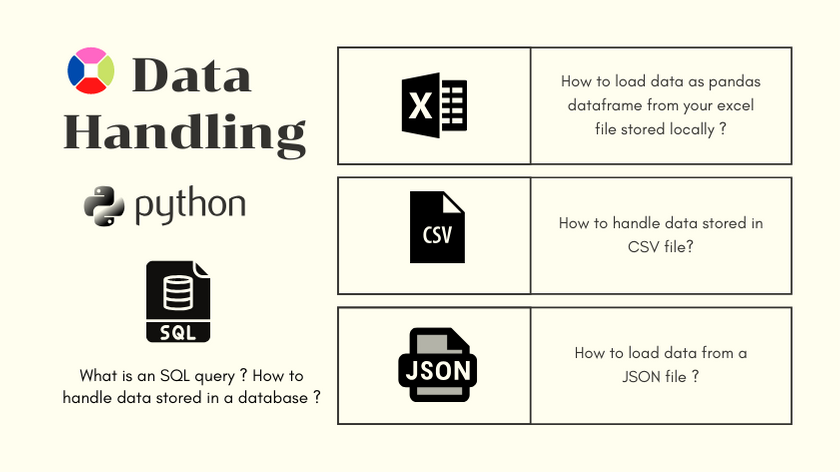 Data
Handling
python
SQL
What is an SQL query ? How to
handle data stored in a database ?
X
How to load data as pandas
dataframe from your excel
file stored locally ?
CSV
How to handle data stored in
CSV file?
JSON
How to load data from a
JSON file ?